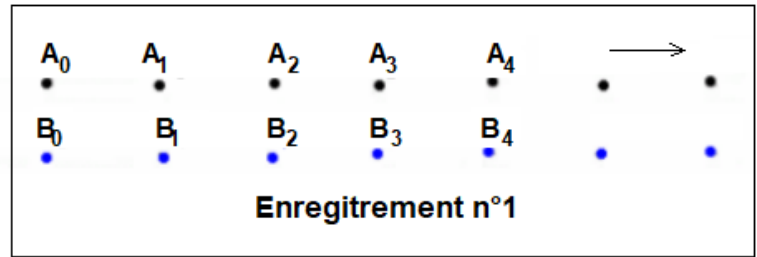 A₀ A₁ A₂ A₃ A₄
B₀ B₁ B₂ B₃ B₄
Enregitrement n°1